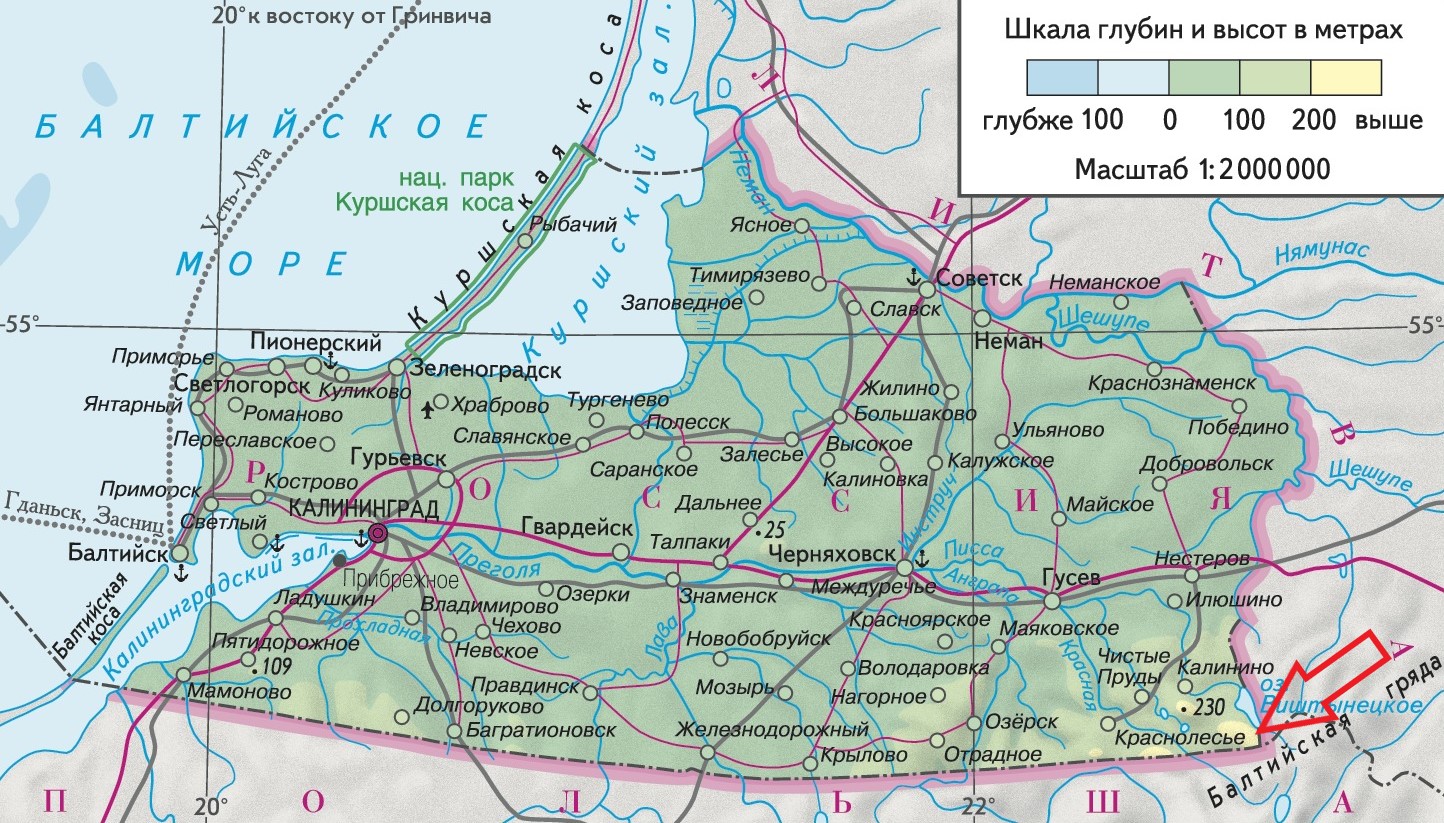 20° к востоку от Гринвича
Шкала глубин и высот в метрах
глубже 100 0 100 200 выше
Масштаб 1:2 000 000
БАЛТИЙСКОЕ
МОРЕ
Усть-Луга
нац. парк
Куршская коса
Куршская коса
Куршский зал.
Рыбачий
Неман
ЛИТВА
Ясное
Тимирязево
Заповедное
Славск
Советск
Неманское
Нямунас
Шешупе
Неман
55°
55°
Пионерский
Приморье
Светлогорск
Куликово
Зеленоградск
Янтарный
Романово
Храброво
Тургенево
Жилино
Краснознаменск
Переславское
Славянское
Полесск
Большаково
Победино
Гурьевск
Саранское
Залесье
Высокое
Ульяново
Калиновка
Калужское
Добровольск
Шешупе
РОССИЯ
Приморск
Кострово
КАЛИНИНГРАД
Дальнее
25
Майское
Инструч
Гданьск, Засниц
Светлый
Гвардейск
Талпаки
Черняховск
Писса
Анграпа
Нестеров
Балтийск
Калининградский зал.
Прибрежное
Преголя
Междуречье
Гусев
Балтийская
коса
Ладушкин
Владимирово
Озерки
Знаменск
Илюшино
Прохладная
Чехово
Невское
Лава
Красноярское
Маяковское
Пятидорожное
109
Новобобруйск
Володаровка
Красная
Чистые
Пруды
Калинино
Мамоново
Правдинск
Мозырь
Нагорное
230
оз.
Виштынецкое
Долгоруково
Багратионовск
Железнодорожный
Крылово
Озёрск
Отрадное
Краснолесье
Балтийская гряда
ПОЛЬША
20°
22°